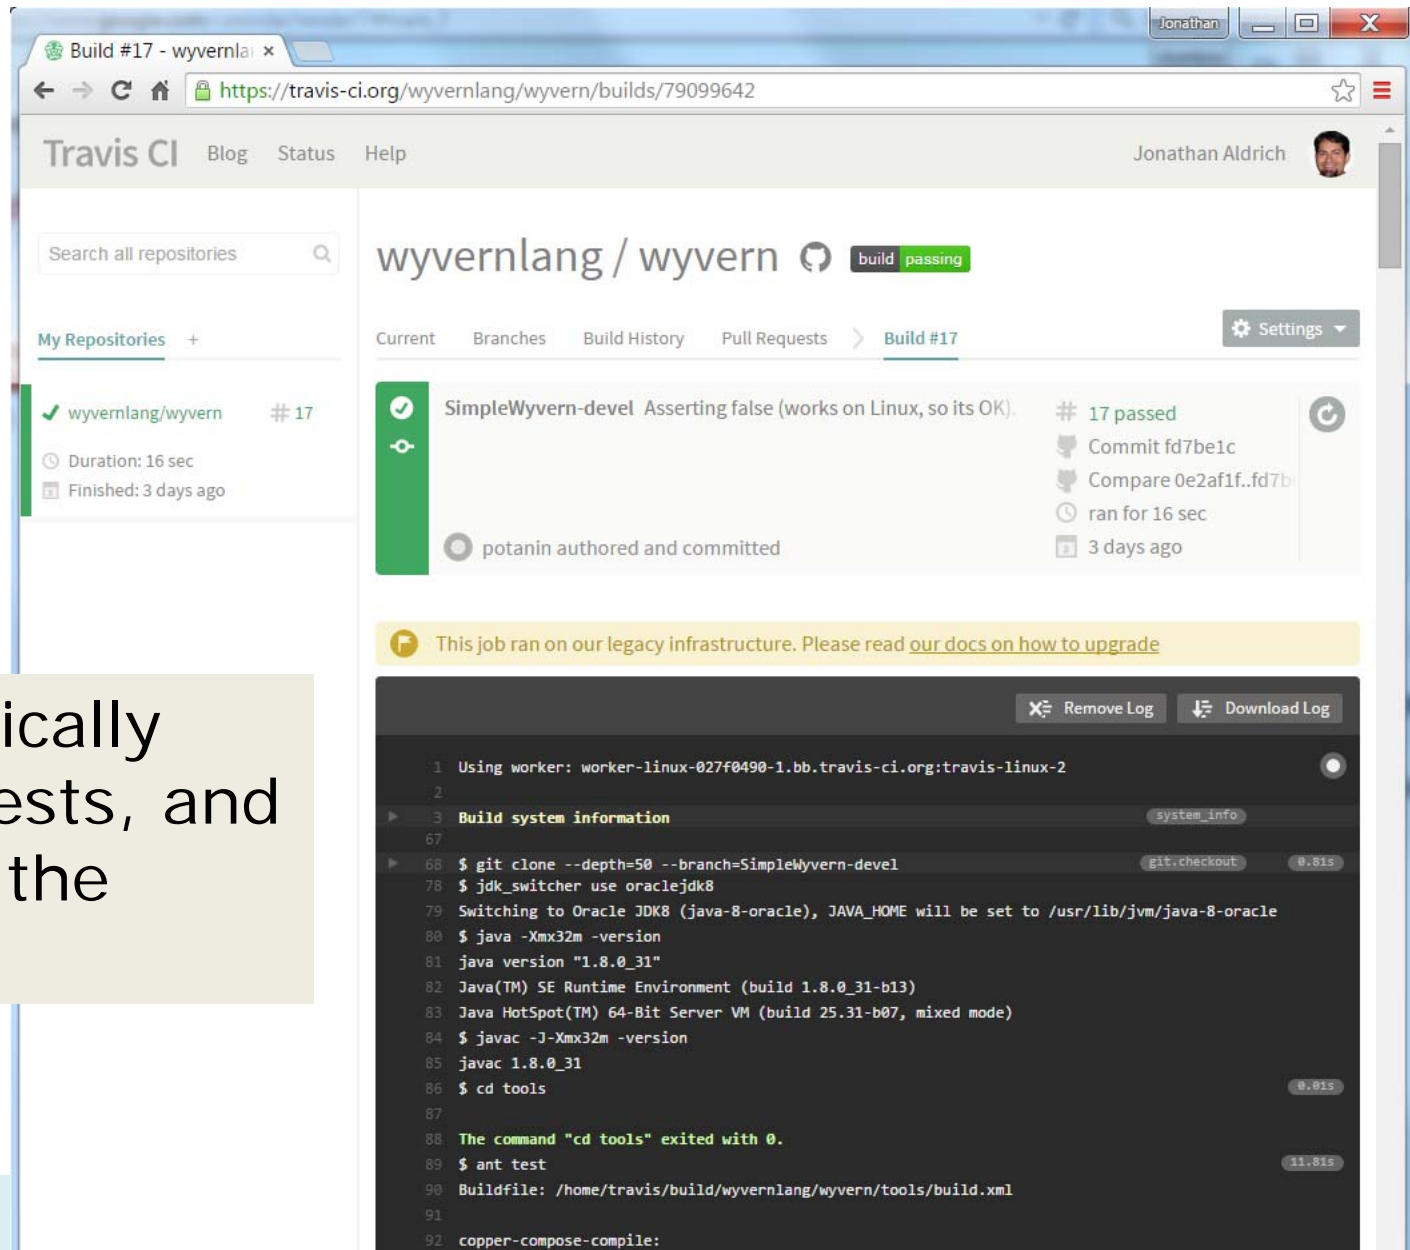 Jonathan
Build #17 - wyvernla
https://travis-ci.org/wyvernlang/wyvern/builds/79099642
Travis CI Blog Status Help Jonathan Aldrich
Search all repositories
My Repositories +
wyvernlang/wyvern # 17
Duration: 16 sec
Finished: 3 days ago
wyvernlang / wyvern build passing
Current Branches Build History Pull Requests Build #17
Settings
SimpleWyvern-devel Asserting false (works on Linux, so its OK).
# 17 passed
Commit fd7be1c
Compare 0e2af1f..fd7b
ran for 16 sec
3 days ago
potanin authored and committed
This job ran on our legacy infrastructure. Please read our docs on how to upgrade
ically
ests, and
the
Remove Log Download Log
1 Using worker: worker-linux-027f0490-1.bb.travis-ci.org:travis-linux-2
2
3 Build system information system_info
67
68 $ git clone --depth=50 --branch=SimpleWyvern-devel git.checkout 0.81s
78 $ jdk_switcher use oraclejdk8
79 Switching to Oracle JDK8 (java-8-oracle), JAVA_HOME will be set to /usr/lib/jvm/java-8-oracle
80 $ java -Xmx32m -version
81 java version "1.8.0_31"
82 Java(TM) SE Runtime Environment (build 1.8.0_31-b13)
83 Java HotSpot(TM) 64-Bit Server VM (build 25.31-b07, mixed mode)
84 $ javac -J-Xmx32m -version
85 javac 1.8.0_31
86 $ cd tools 0.01s
87
88 The command "cd tools" exited with 0.
89 $ ant test 11.81s
90 Buildfile: /home/travis/build/wyvernlang/wyvern/tools/build.xml
91
92 copper-compose-compile: